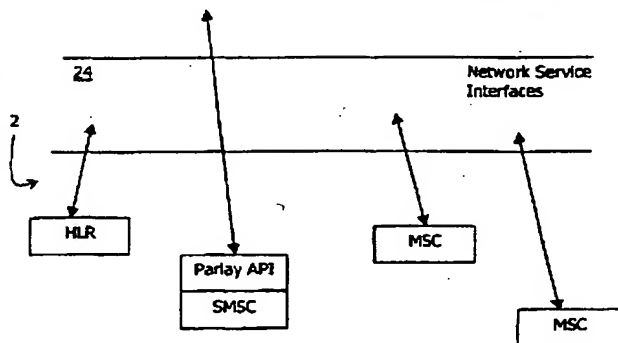 24
Network Service
Interfaces
2
HLR
MSC
Parlay API
SMSC
MSC